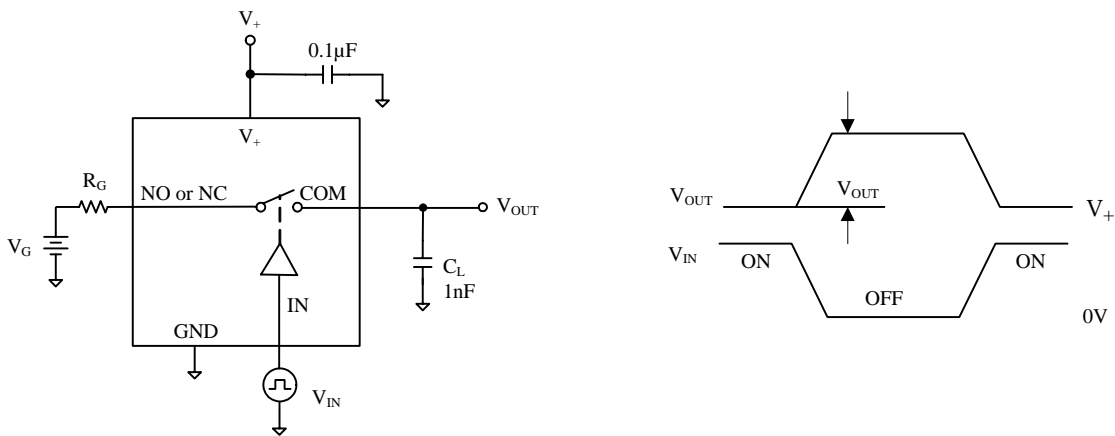 V+
0.1µF
V+
RG
NO or NC
COM
VOUT
VG
CL
1nF
IN
GND
VIN
VOUT
VOUT
V+
VIN
ON
ON
OFF
0V